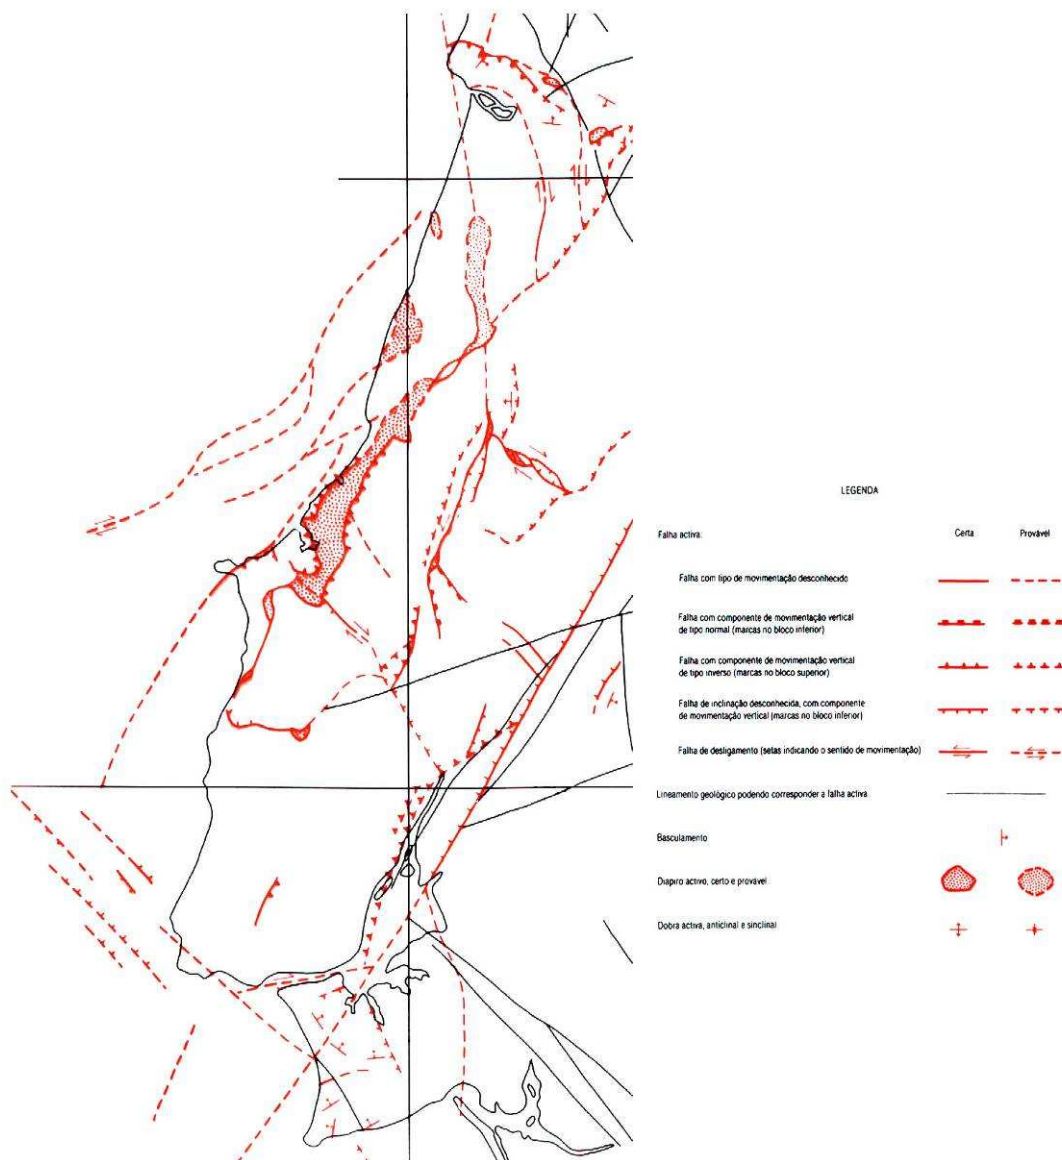 LEGENDA
Falha activa:
Certa
Provável
Falha com tipo de movimentação desconhecido
Falha com componente de movimentação vertical
de tipo normal (marcas no bloco inferior)
Falha com componente de movimentação vertical
de tipo inverso (marcas no bloco superior)
Falha de inclinação desconhecida, com componente
de movimentação vertical (marcas no bloco inferior)
Falha de desligamento (setas indicando o sentido de movimentação)
Lineamento geológico podendo corresponder a falha activa
Basculamento
Diapiro activo, certo e provável
Dobra activa, anticlinal e sinclinal